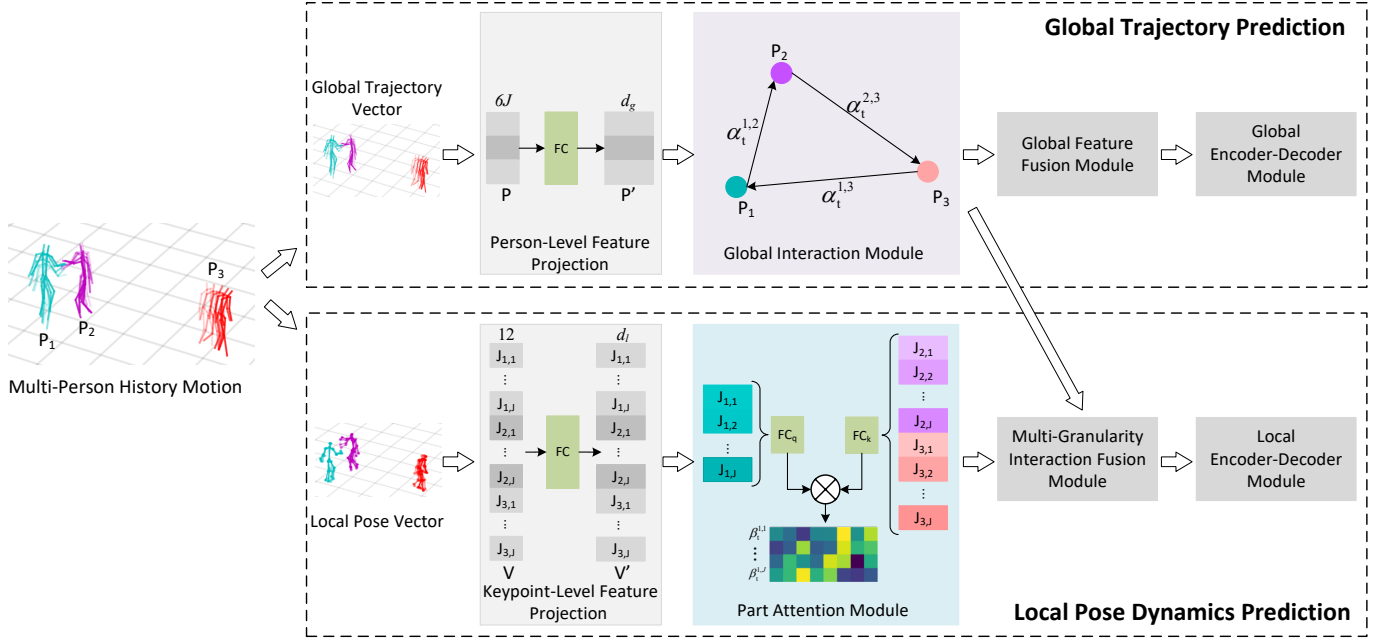 Global Trajectory Prediction
Global Trajectory
Vector
6J
d_g
FC
P
P'
Person-Level Feature
Projection
P_2
α_t^{1,2}
α_t^{2,3}
α_t^{1,3}
P_1
P_3
Global Interaction Module
Global Feature
Fusion Module
Global
Encoder-Decoder
Module
P_3
P_1
P_2
Multi-Person History Motion
Local Pose Vector
12
d_l
J_{1,1}
⋮
J_{1,J}
J_{2,1}
⋮
J_{2,J}
J_{3,1}
⋮
J_{3,J}
V
FC
J_{1,1}
⋮
J_{1,J}
J_{2,1}
⋮
J_{2,J}
J_{3,1}
⋮
J_{3,J}
V'
Keypoint-Level Feature
Projection
J_{1,1}
J_{1,2}
⋮
J_{1,J}
FC_q
FC_k
J_{2,1}
J_{2,2}
⋮
J_{2,J}
J_{3,1}
J_{3,2}
⋮
J_{3,J}
β_t^{1,1}
⋮
β_t^{1,J}
Part Attention Module
Multi-Granularity
Interaction Fusion
Module
Local
Encoder-Decoder
Module
Local Pose Dynamics Prediction